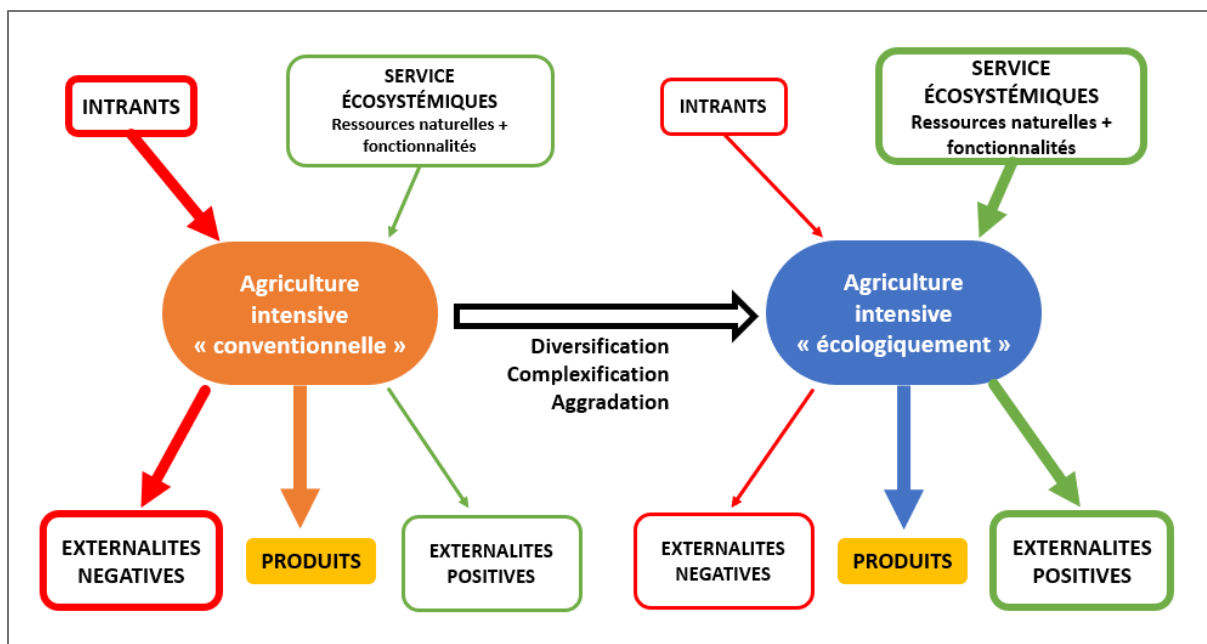 INTRANTS
SERVICE
ÉCOSYSTÉMIQUES
Ressources naturelles +
fonctionnalités
Agriculture
intensive
« conventionnelle »
EXTERNALITES
NEGATIVES
PRODUITS
EXTERNALITES
POSITIVES
Diversification
Complexification
Aggradation
INTRANTS
SERVICE
ÉCOSYSTÉMIQUES
Ressources naturelles +
fonctionnalités
Agriculture
intensive
« écologiquement »
EXTERNALITES
NEGATIVES
PRODUITS
EXTERNALITES
POSITIVES